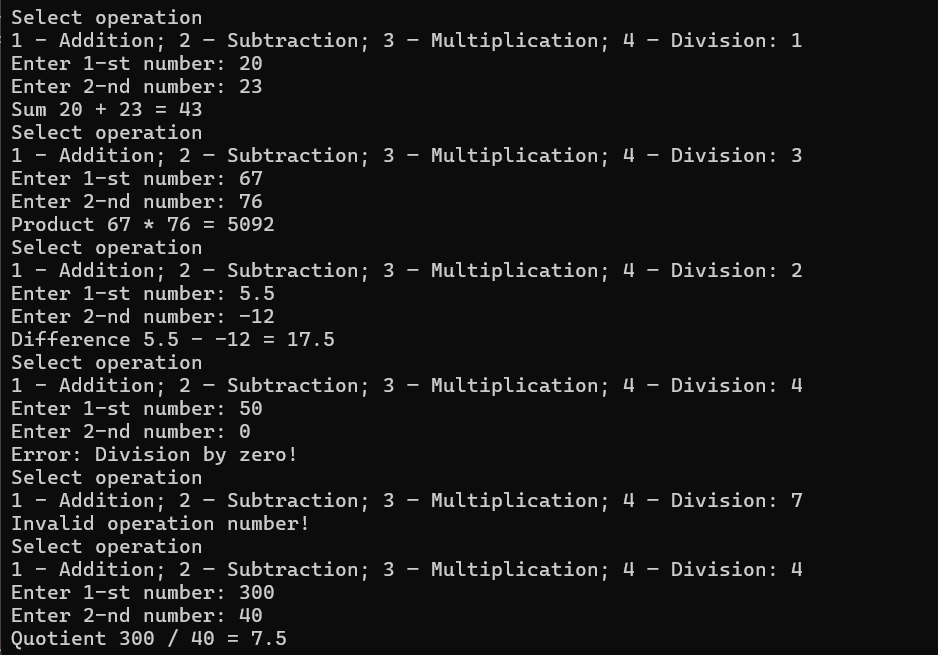 Select operation
1 - Addition; 2 - Subtraction; 3 - Multiplication; 4 - Division: 1
Enter 1-st number: 20
Enter 2-nd number: 23
Sum 20 + 23 = 43
Select operation
1 - Addition; 2 - Subtraction; 3 - Multiplication; 4 - Division: 3
Enter 1-st number: 67
Enter 2-nd number: 76
Product 67 * 76 = 5092
Select operation
1 - Addition; 2 - Subtraction; 3 - Multiplication; 4 - Division: 2
Enter 1-st number: 5.5
Enter 2-nd number: -12
Difference 5.5 - -12 = 17.5
Select operation
1 - Addition; 2 - Subtraction; 3 - Multiplication; 4 - Division: 4
Enter 1-st number: 50
Enter 2-nd number: 0
Error: Division by zero!
Select operation
1 - Addition; 2 - Subtraction; 3 - Multiplication; 4 - Division: 7
Invalid operation number!
Select operation
1 - Addition; 2 - Subtraction; 3 - Multiplication; 4 - Division: 4
Enter 1-st number: 300
Enter 2-nd number: 40
Quotient 300 / 40 = 7.5